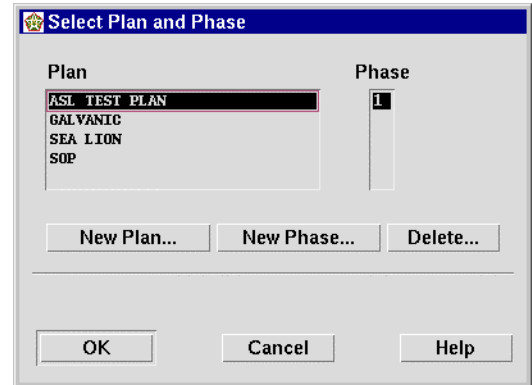 Select Plan and Phase
Plan Phase
ASL TEST PLAN 1
GALVANIC
SEA LION
SOP
New Plan... New Phase... Delete...
OK Cancel Help